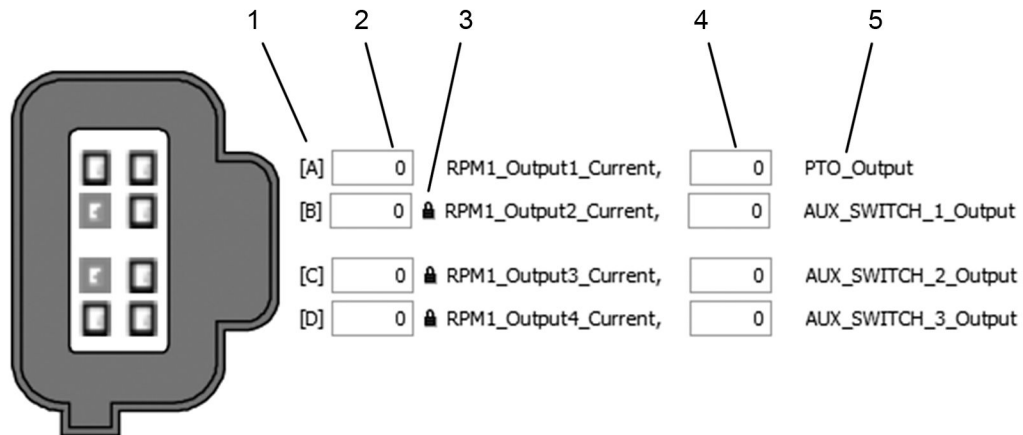 1 2 3 4 5
[A] 0 RPM1_Output1_Current, 0 PTO_Output
[B] 0 RPM1_Output2_Current, 0 AUX_SWITCH_1_Output
[C] 0 RPM1_Output3_Current, 0 AUX_SWITCH_2_Output
[D] 0 RPM1_Output4_Current, 0 AUX_SWITCH_3_Output